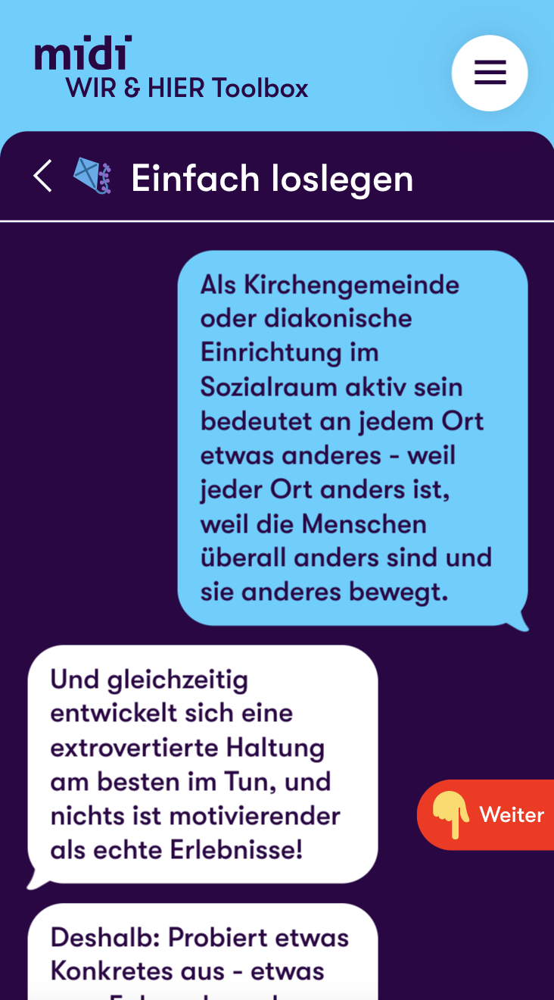 midi
WIR & HIER Toolbox
Einfach loslegen
Als Kirchengemeinde
oder diakonische
Einrichtung im
Sozialraum aktiv sein
bedeutet an jedem Ort
etwas anderes - weil
jeder Ort anders ist,
weil die Menschen
überall anders sind und
sie anderes bewegt.
Und gleichzeitig
entwickelt sich eine
extrovertierte Haltung
am besten im Tun, und
nichts ist motivierender
als echte Erlebnisse!
Weiter
Deshalb: Probiert etwas
Konkretes aus - etwas